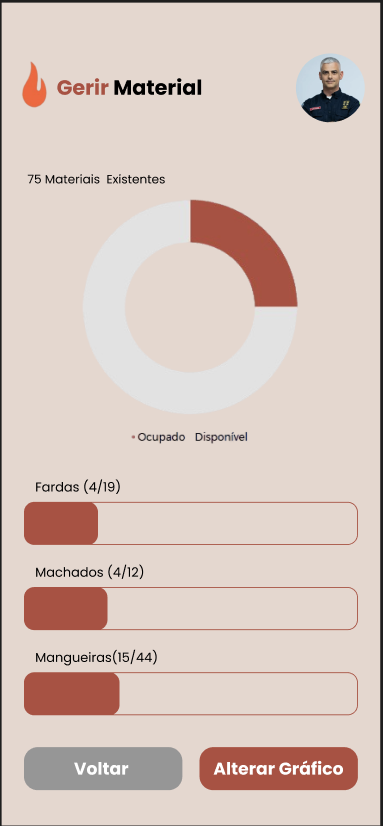 Gerir Material
75 Materiais Existentes
Ocupado Disponível
Fardas (4/19)
Machados (4/12)
Mangueiras(15/44)
Voltar Alterar Gráfico